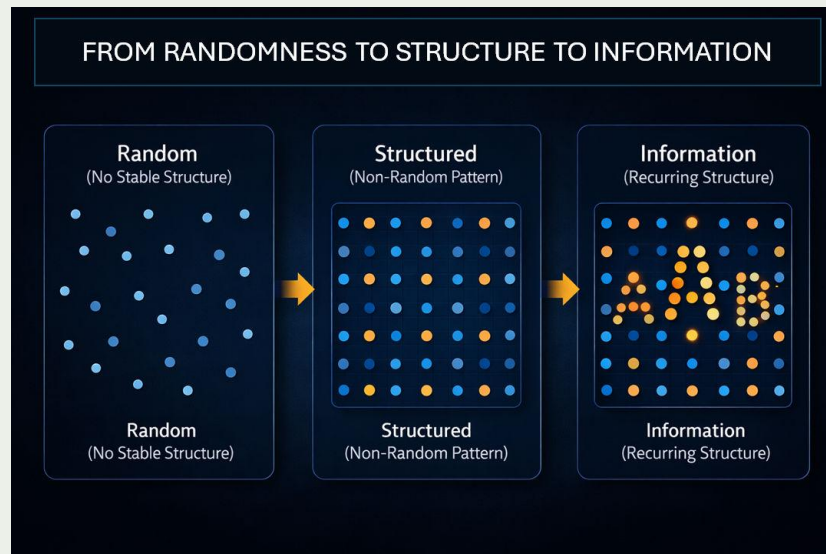 FROM RANDOMNESS TO STRUCTURE TO INFORMATION
Random
(No Stable Structure)
Random
(No Stable Structure)
Structured
(Non-Random Pattern)
Structured
(Non-Random Pattern)
Information
(Recurring Structure)
A A B
Information
(Recurring Structure)